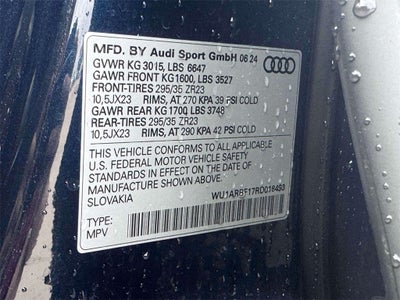 MFD. BY Audi Sport GmbH 06 24
GVWR KG 3015, LBS 6647
GAWR FRONT KG1600, LBS 3527
FRONT-TIRES 295/35 ZR23
10,5JX23 RIMS, AT 270 KPA 39 PSI COLD
GAWR REAR KG 1700 LBS 3748
REAR-TIRES 295/35 ZR23
10,5JX23 RIMS, AT 290 KPA 42 PSI COLD
THIS VEHICLE CONFORMS TO ALL APPLICABLE
U.S. FEDERAL MOTOR VEHICLE SAFETY
STANDARDS IN EFFECT ON THE DATE OF
MANUFACTURE SHOWN ABOVE.
SLOVAKIA
WU1ARBF17RD018493
TYPE:
MPV